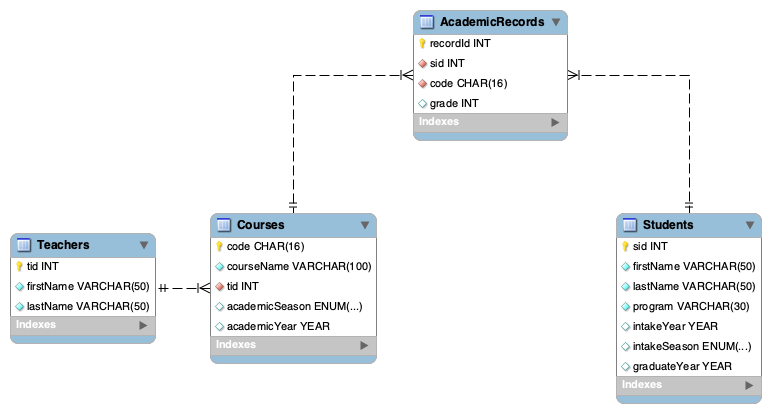 AcademicRecords
recordId INT
sid INT
code CHAR(16)
grade INT
Indexes
Teachers
tid INT
firstName VARCHAR(50)
lastName VARCHAR(50)
Indexes
Courses
code CHAR(16)
courseName VARCHAR(100)
tid INT
academicSeason ENUM(...)
academicYear YEAR
Indexes
Students
sid INT
firstName VARCHAR(50)
lastName VARCHAR(50)
program VARCHAR(30)
intakeYear YEAR
intakeSeason ENUM(...)
graduateYear YEAR
Indexes